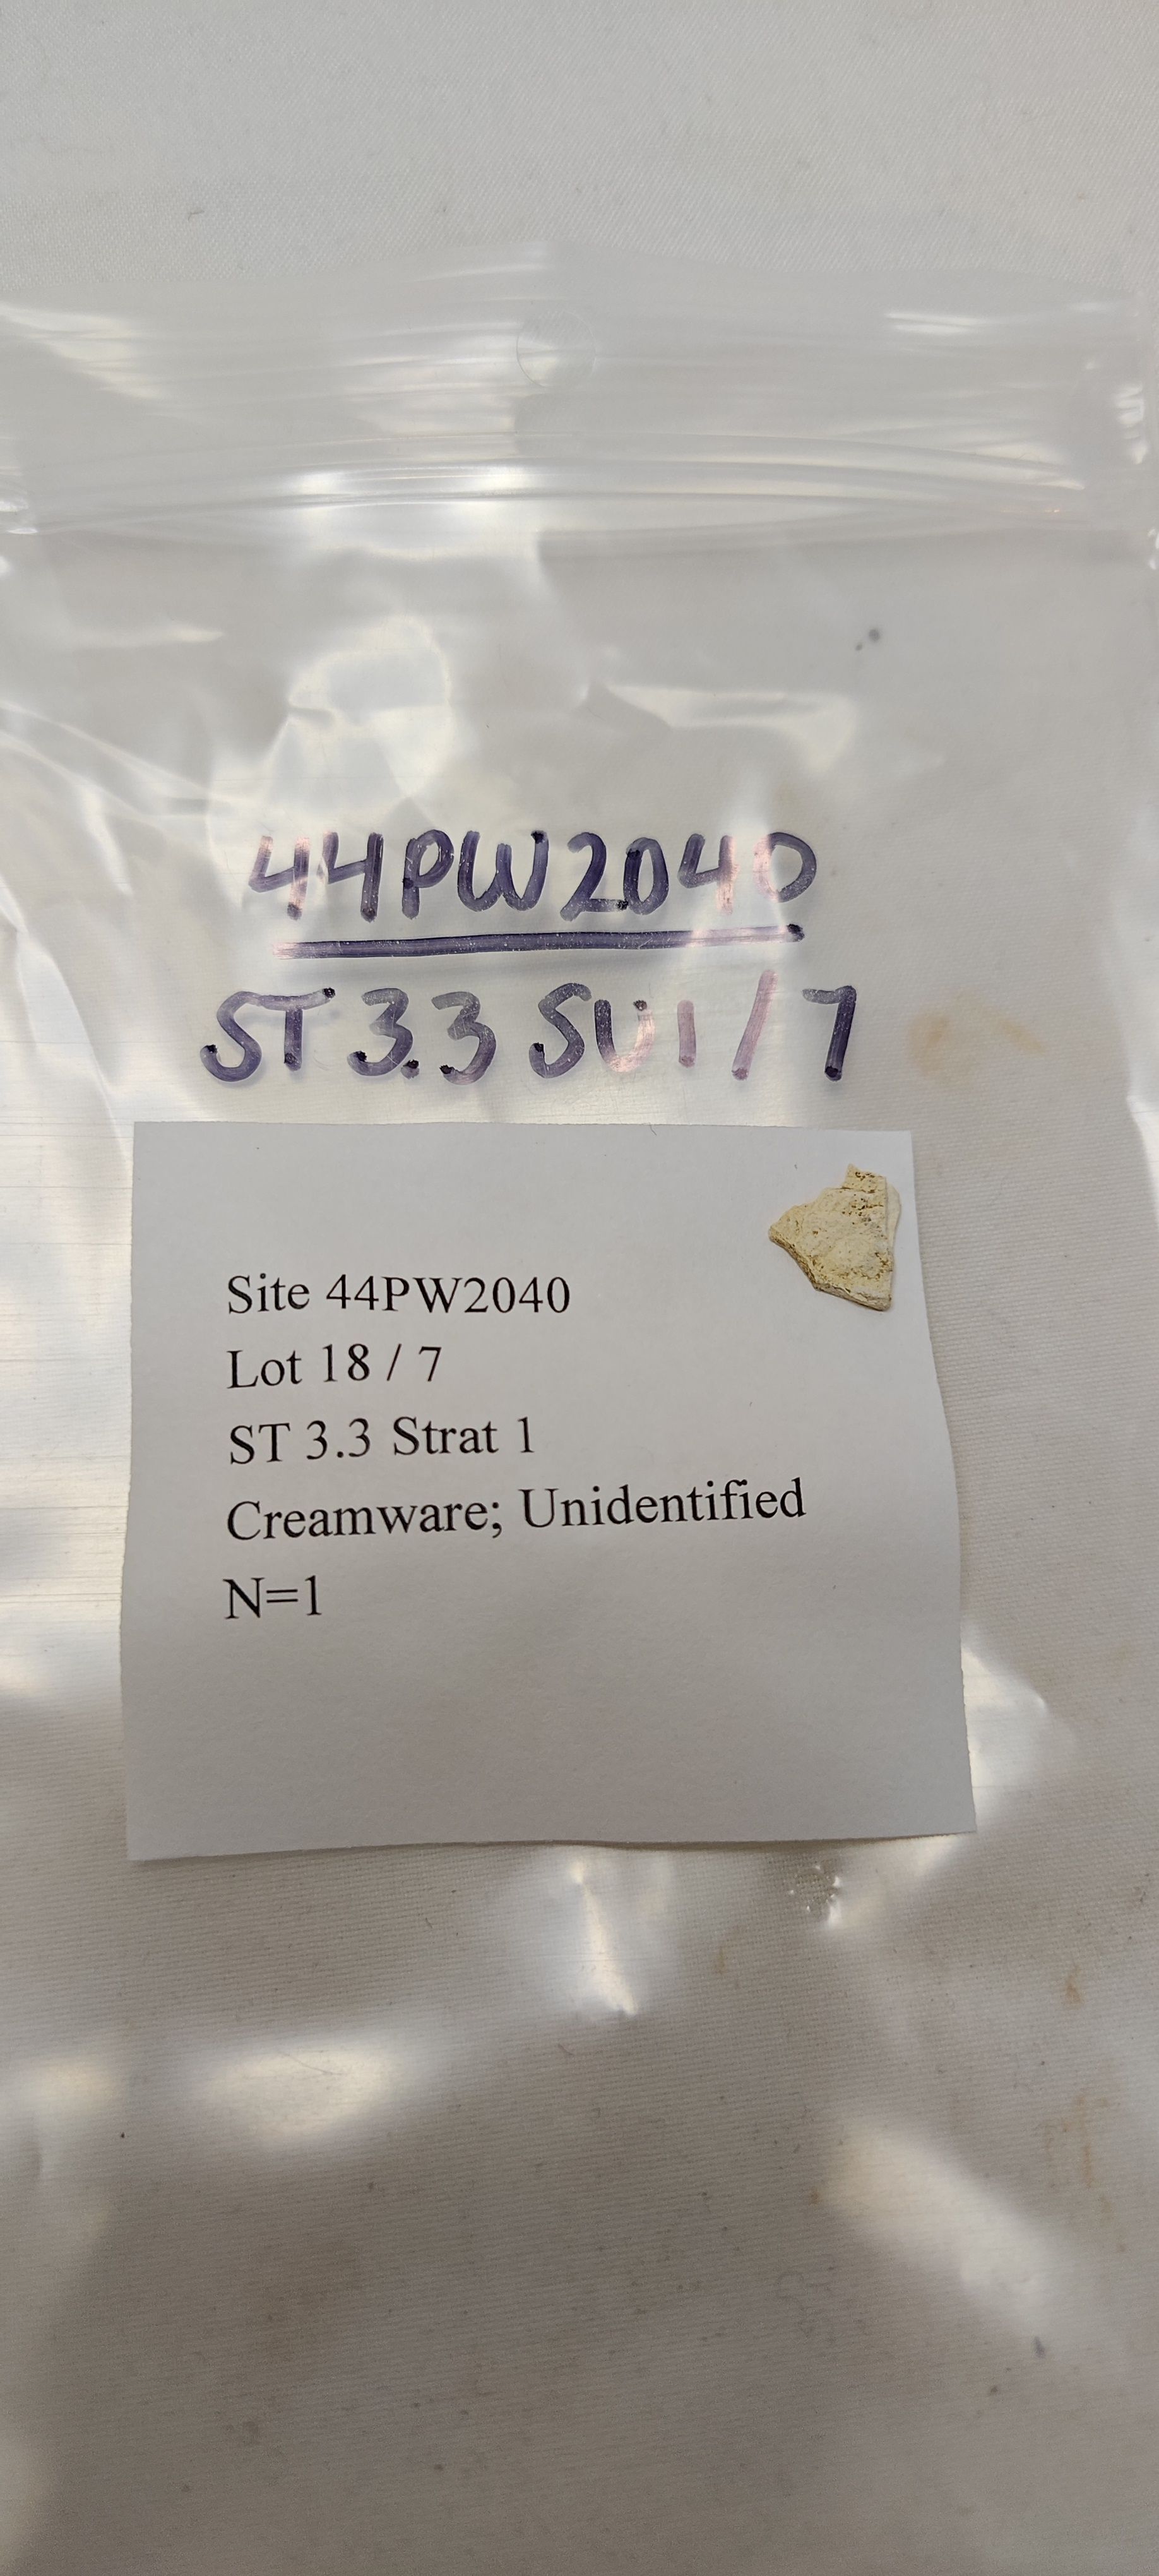 44PW2040
ST 3.3 SU1/7
Site 44PW2040
Lot 18 / 7
ST 3.3 Strat 1
Creamware; Unidentified
N=1